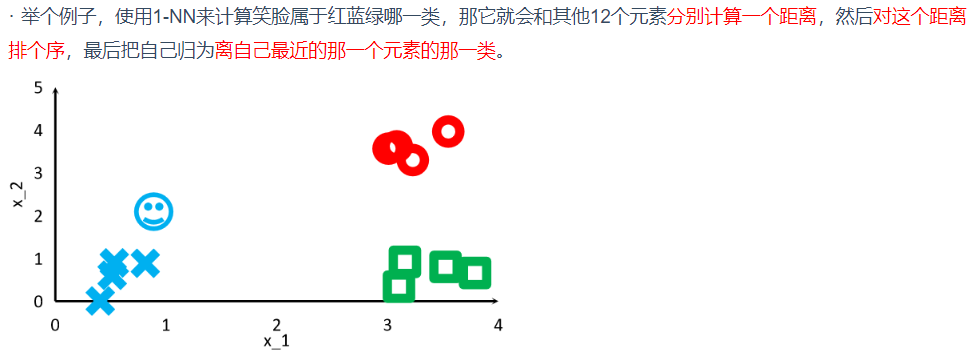 · 举个例子，使用1-NN来计算笑脸属于红蓝绿哪一类，那它就会和其他12个元素分别计算一个距离，然后对这个距离
排个序，最后把自己归为离自己最近的那一个元素的那一类。
5
4
3
2
1
0
x_2
0 1 2 3 4
x_1